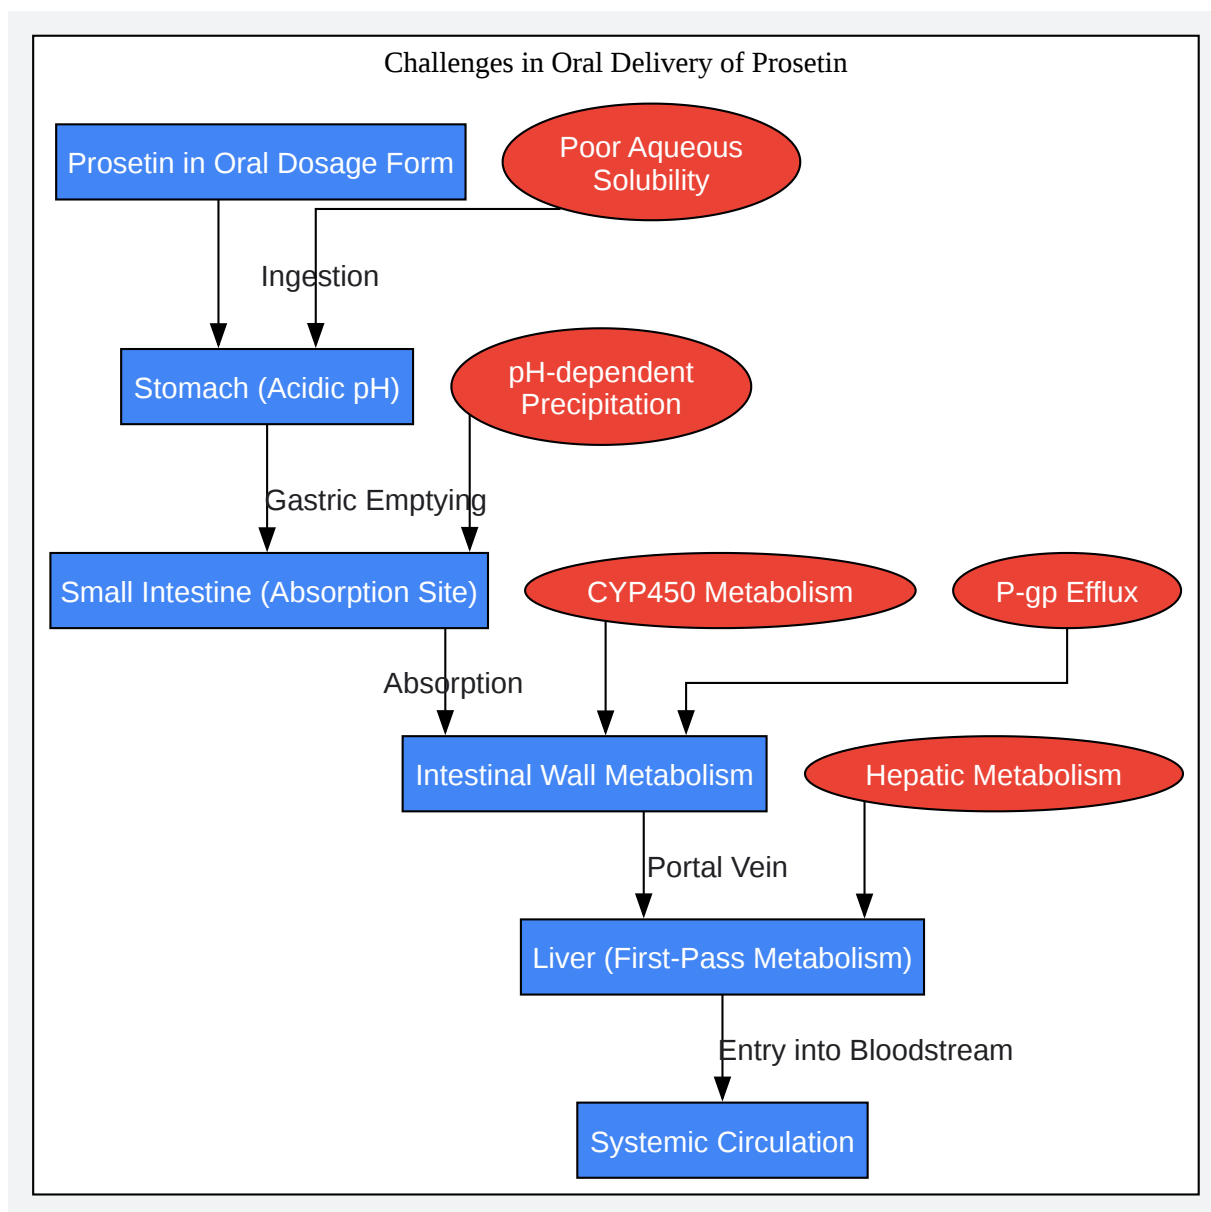 Challenges in Oral Delivery of Prosetin
Prosetin in Oral Dosage Form
Poor Aqueous
Solubility
Ingestion
Stomach (Acidic pH)
pH-dependent
Precipitation
Gastric Emptying
Small Intestine (Absorption Site)
CYP450 Metabolism
P-gp Efflux
Absorption
Intestinal Wall Metabolism
Hepatic Metabolism
Portal Vein
Liver (First-Pass Metabolism)
Entry into Bloodstream
Systemic Circulation